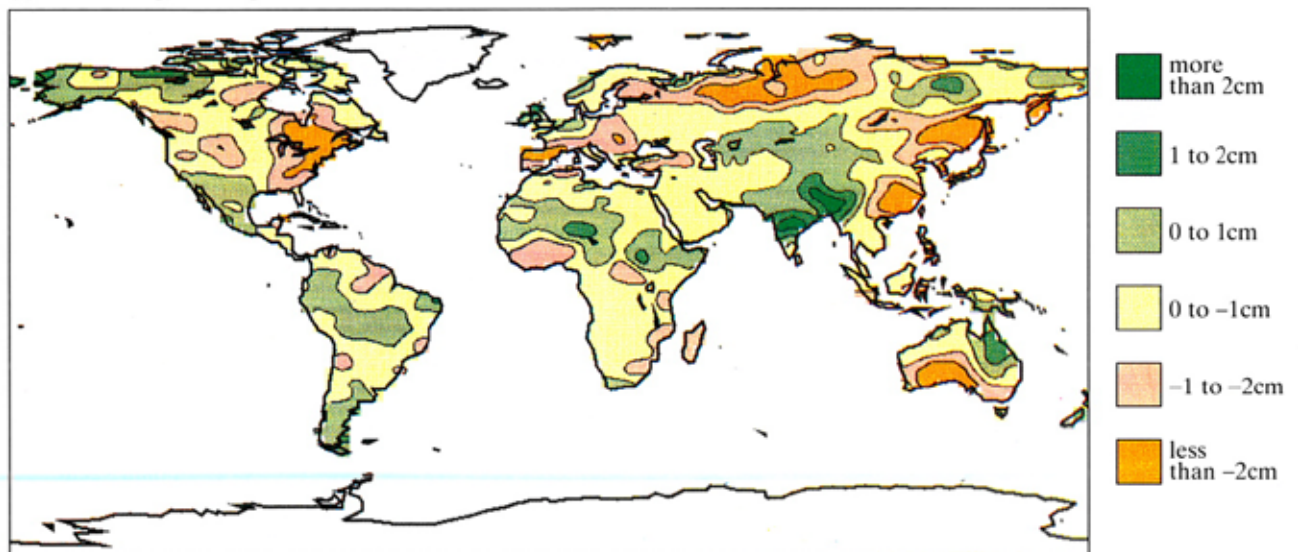 more
than 2cm
1 to 2cm
0 to 1cm
0 to –1cm
–1 to –2cm
less
than –2cm